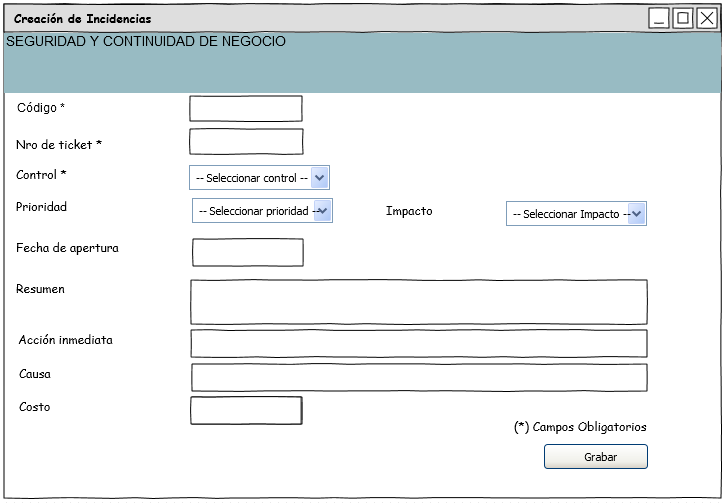 Creación de Incidencias
SEGURIDAD Y CONTINUIDAD DE NEGOCIO
Código *
Nro de ticket *
Control *
-- Seleccionar control --
Prioridad
-- Seleccionar prioridad --
Impacto
-- Seleccionar Impacto --
Fecha de apertura
Resumen
Acción inmediata
Causa
Costo
(*) Campos Obligatorios
Grabar